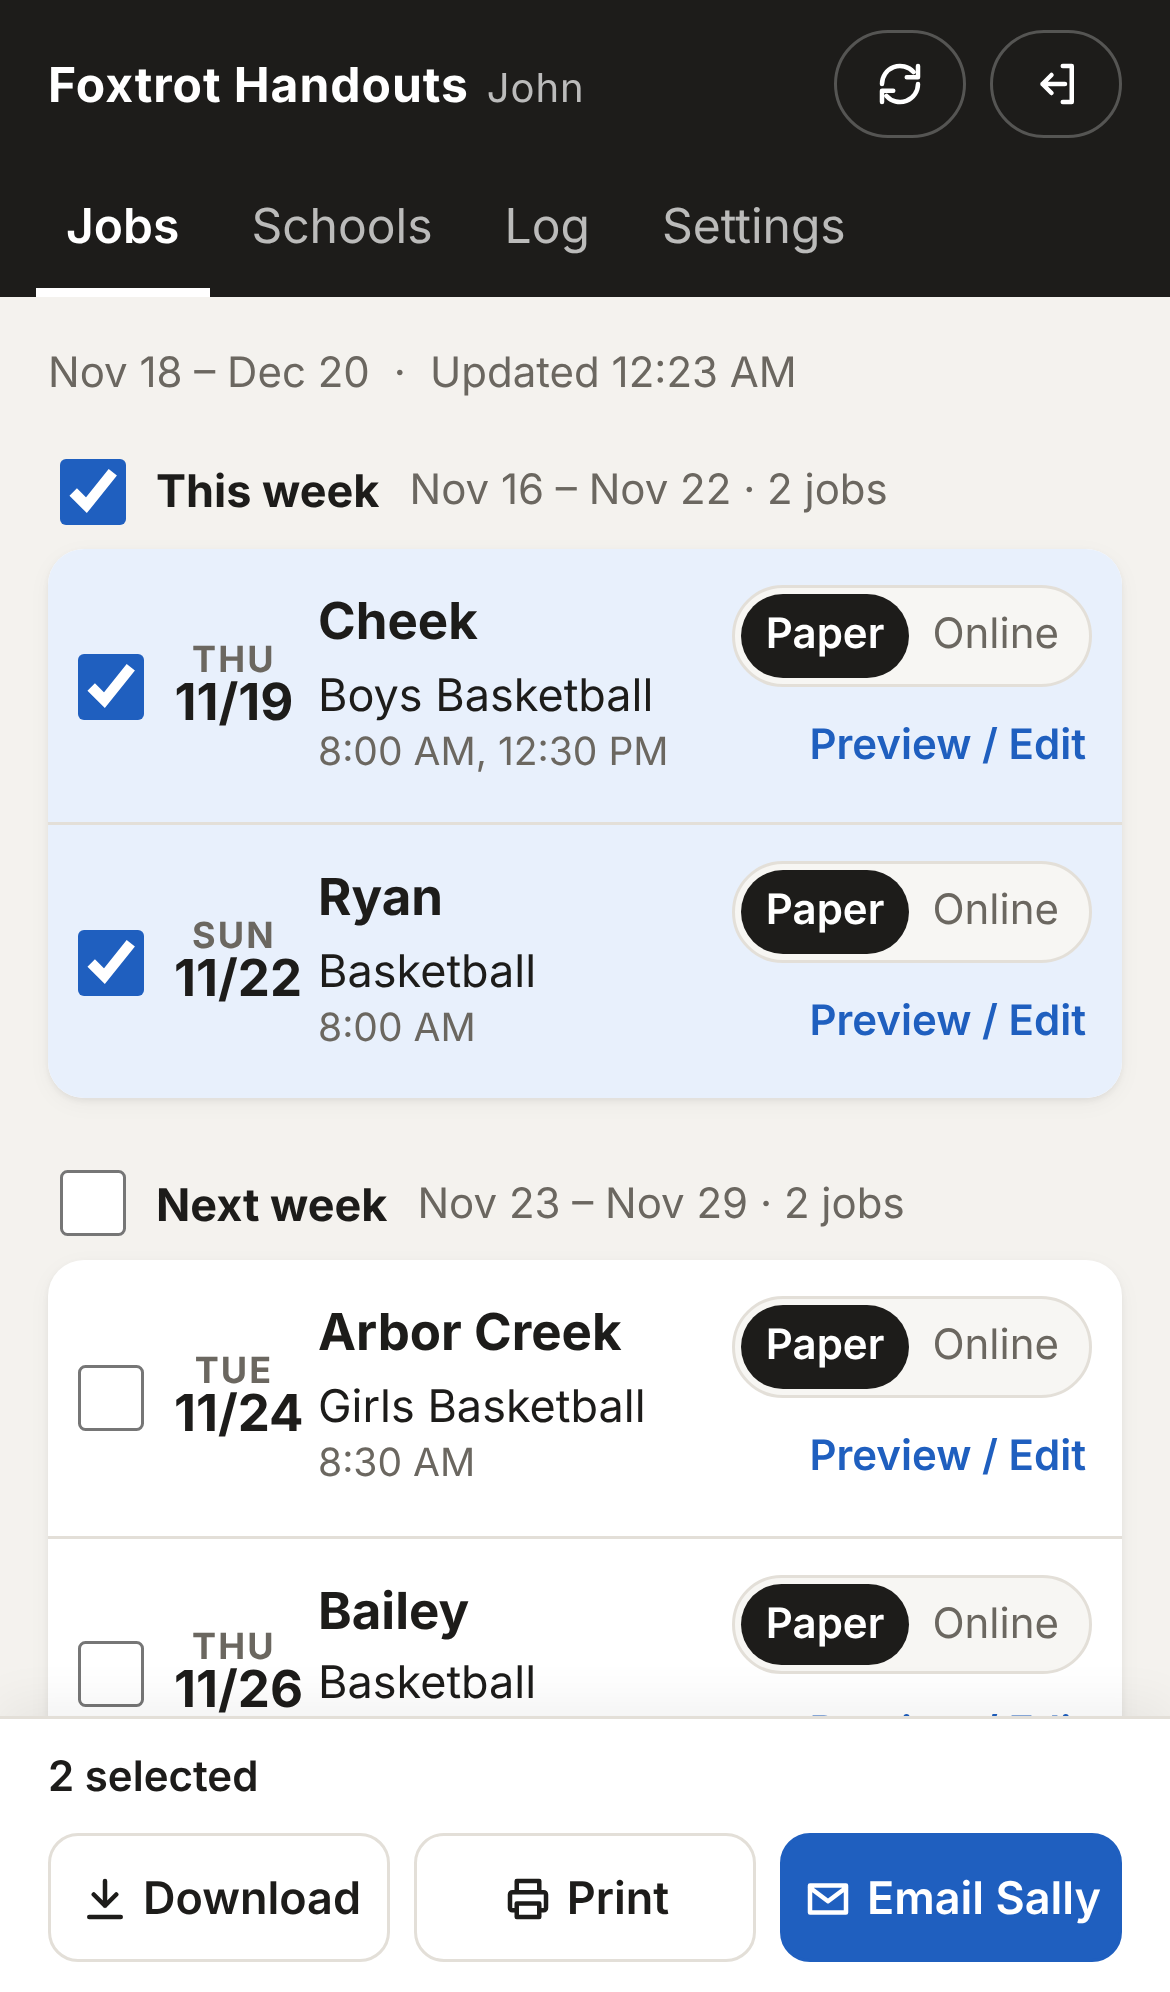 Foxtrot Handouts John
Jobs Schools Log Settings
Nov 18 – Dec 20 · Updated 12:23 AM
This week Nov 16 – Nov 22 · 2 jobs
THU
11/19
Cheek
Boys Basketball
8:00 AM, 12:30 PM
Paper Online
Preview / Edit
SUN
11/22
Ryan
Basketball
8:00 AM
Paper Online
Preview / Edit
Next week Nov 23 – Nov 29 · 2 jobs
TUE
11/24
Arbor Creek
Girls Basketball
8:30 AM
Paper Online
Preview / Edit
THU
11/26
Bailey
Basketball
Paper Online
2 selected
Download
Print
Email Sally